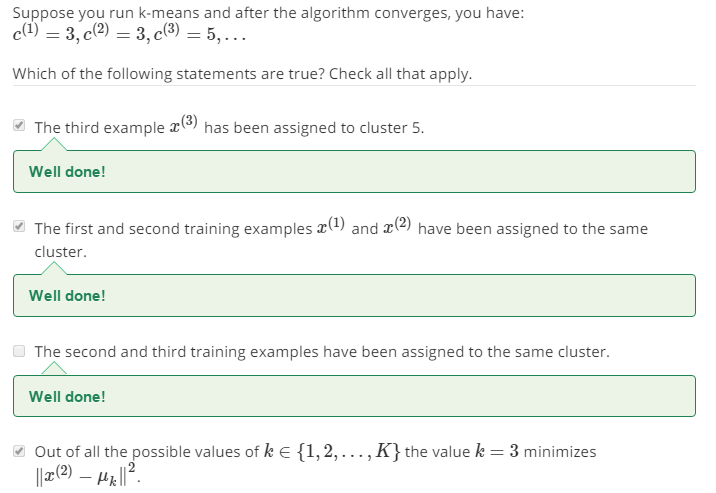 Suppose you run k-means and after the algorithm converges, you have:
c⁽¹⁾ = 3, c⁽²⁾ = 3, c⁽³⁾ = 5, . . .
Which of the following statements are true? Check all that apply.
The third example x⁽³⁾ has been assigned to cluster 5.
Well done!
The first and second training examples x⁽¹⁾ and x⁽²⁾ have been assigned to the same
cluster.
Well done!
The second and third training examples have been assigned to the same cluster.
Well done!
Out of all the possible values of k ∈ {1, 2, . . . , K} the value k = 3 minimizes
‖x⁽²⁾ − μₖ‖².